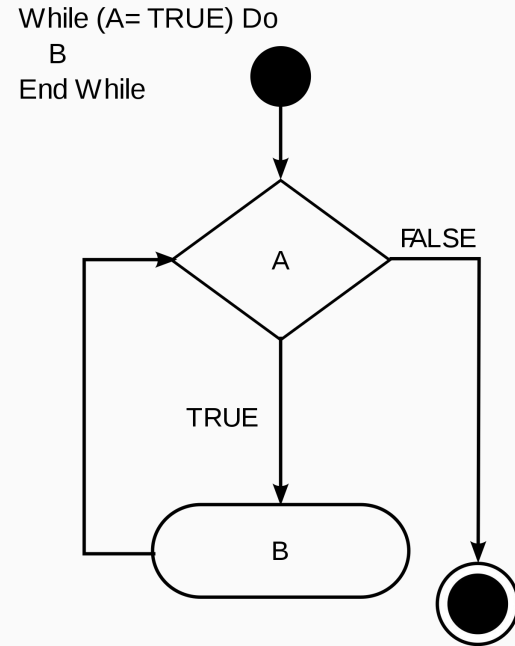 While (A= TRUE) Do
B
End While
A
FALSE
TRUE
B